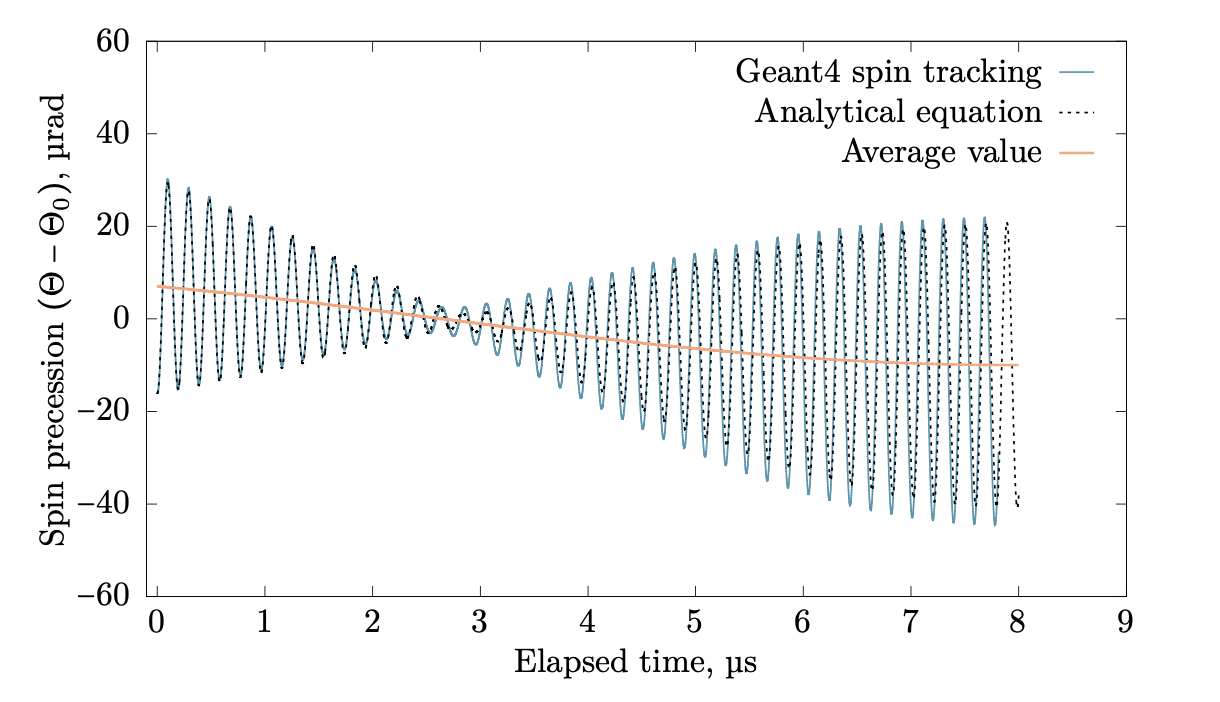 60
40
20
0
−20
−40
−60
Spin precession (Θ – Θ₀), µrad
Geant4 spin tracking
Analytical equation
Average value
0 1 2 3 4 5 6 7 8 9
Elapsed time, µs